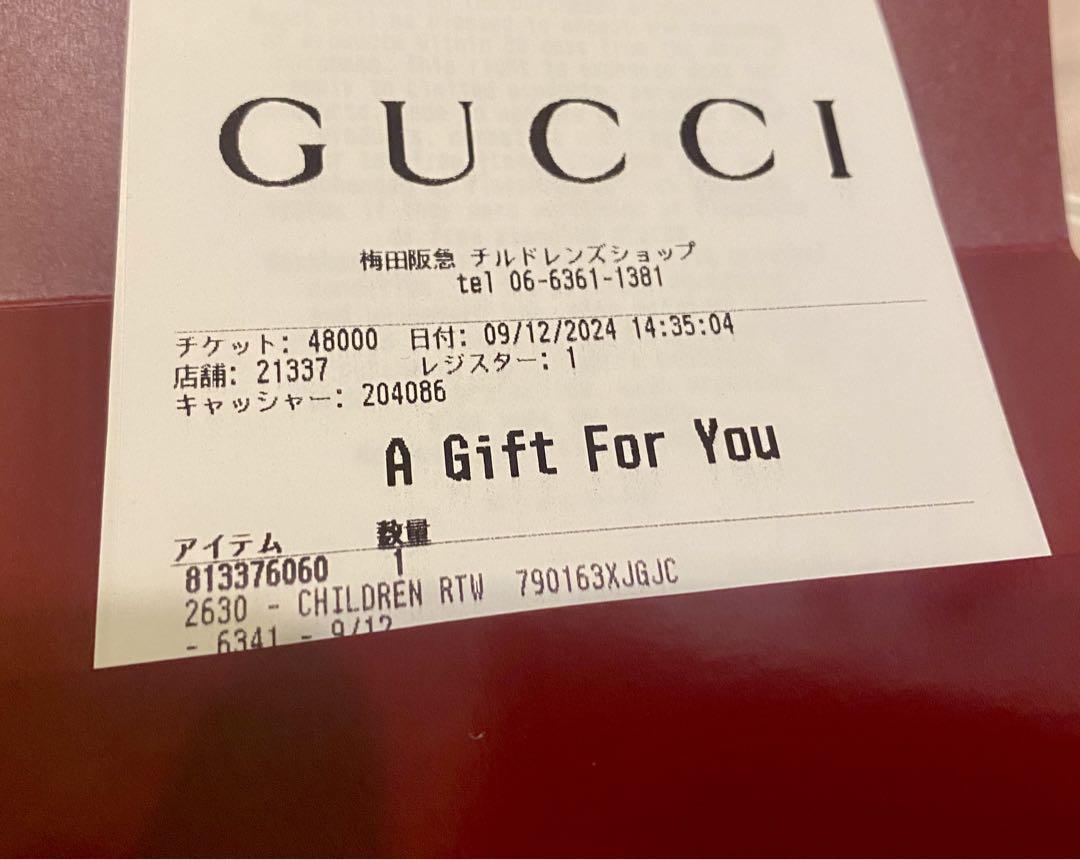 GUCCI
梅田阪急 チルドレンズショップ
tel 06-6361-1381
チケット: 48000 日付: 09/12/2024 14:35:04
店舗: 21337 レジスター: 1
キャッシャー: 204086
A Gift For You
アイテム 数量
813376060 1
2630 - CHILDREN RTW 790163XJGJC
- 6341 - 9/12